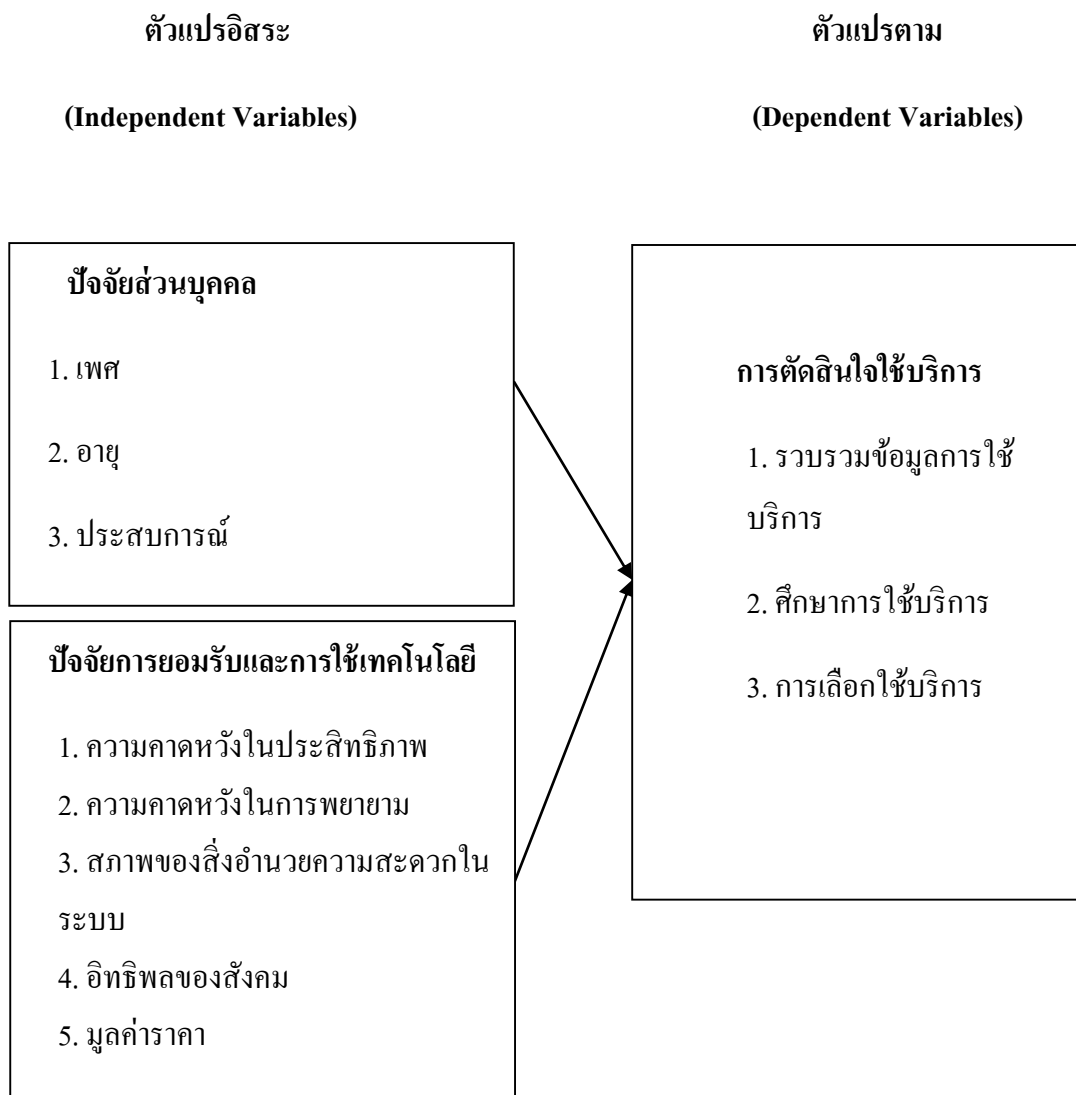 ตัวแปรอิสระ
(Independent Variables)
ปัจจัยส่วนบุคคล
1. เพศ
2. อายุ
3. ประสบการณ์
ปัจจัยการยอมรับและการใช้เทคโนโลยี
1. ความคาดหวังในประสิทธิภาพ
2. ความคาดหวังในการพยายาม
3. สภาพของสิ่งอำนวยความสะดวกใน
ระบบ
4. อิทธิพลของสังคม
5. มูลค่าราคา
ตัวแปรตาม
(Dependent Variables)
การตัดสินใจใช้บริการ
1. รวบรวมข้อมูลการใช้
บริการ
2. ศึกษาการใช้บริการ
3. การเลือกใช้บริการ